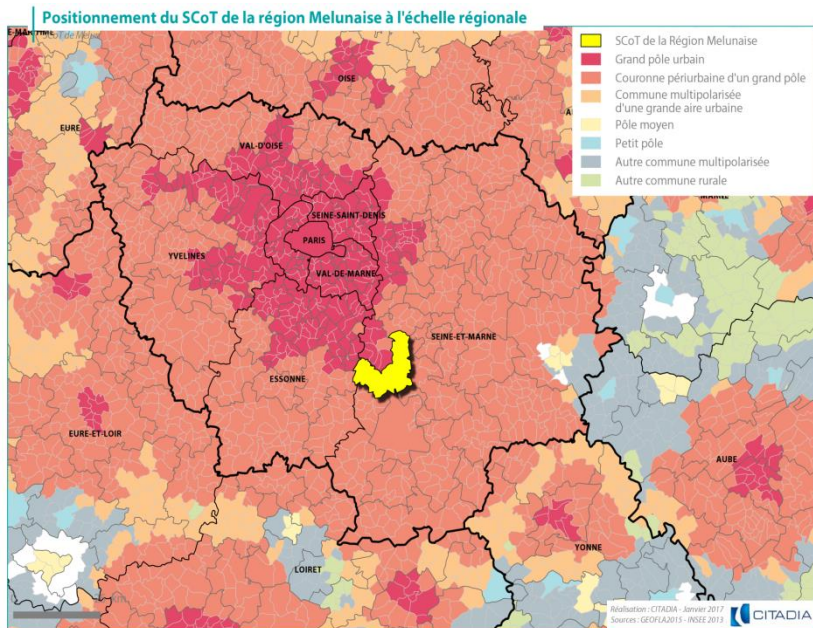 Positionnement du SCoT de la région Melunaise à l'échelle régionale
SCoT de la Région Melunaise
Grand pôle urbain
Couronne périurbaine d'un grand pôle
Commune multipolarisée
d'une grande aire urbaine
Pôle moyen
Petit pôle
Autre commune multipolarisée
Autre commune rurale
OISE
EURE
VAL-D'OISE
SEINE-SAINT-DENIS
PARIS
YVELINES
VAL-DE-MARNE
SEINE-ET-MARNE
ESSONNE
EURE-ET-LOIR
AUBE
YONNE
LOIRET
Réalisation : CITADIA - Janvier 2017
Sources : GEOFLA2015 - INSEE 2013
CITADIA